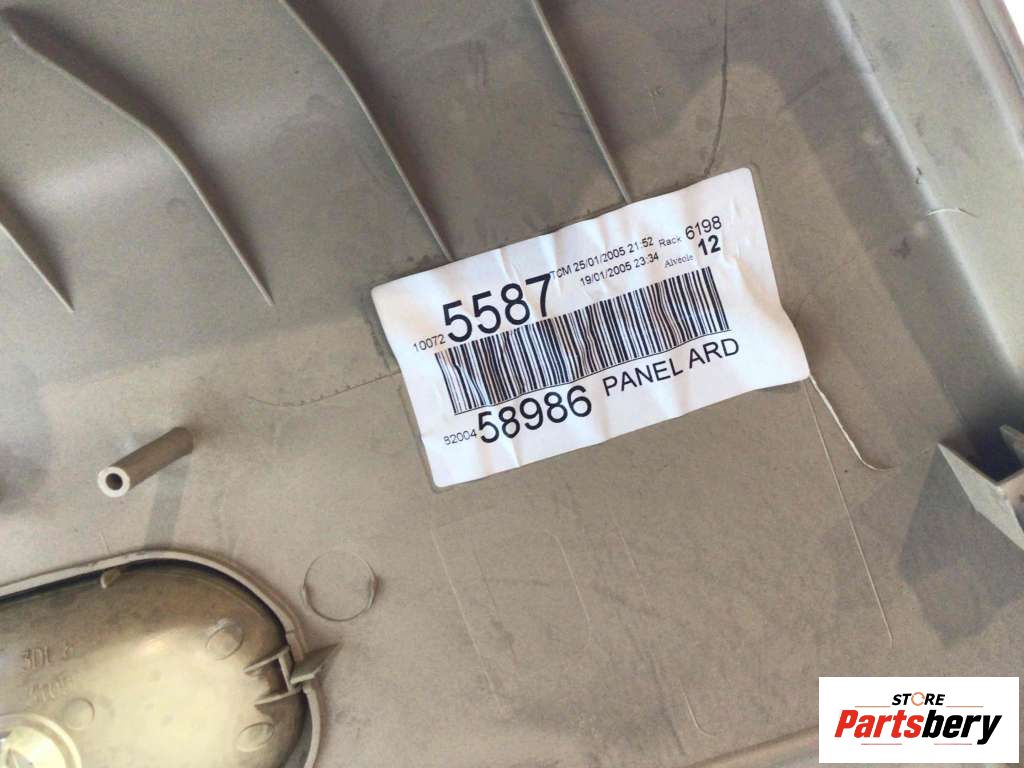 TCM 25/01/2005 21:52 Rack 6198
19/01/2005 23:34 Alvéole 12
10072 5587
82004 58986 PANEL ARD
STORE
Partsbery